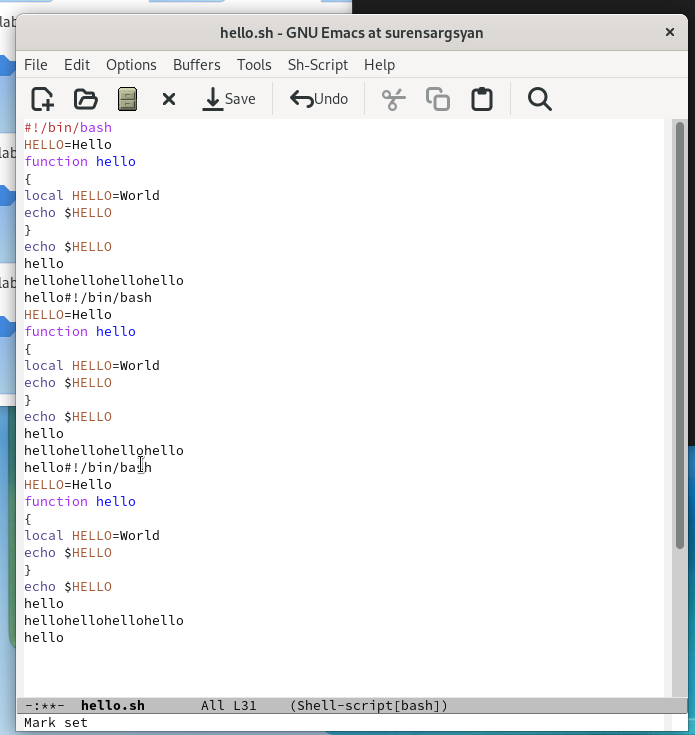 lab
lab
lab
hello.sh - GNU Emacs at surensargsyan
File Edit Options Buffers Tools Sh-Script Help
Save Undo
#!/bin/bash
HELLO=Hello
function hello
{
local HELLO=World
echo $HELLO
}
echo $HELLO
hello
hellohellohellohello
hello#!/bin/bash
HELLO=Hello
function hello
{
local HELLO=World
echo $HELLO
}
echo $HELLO
hello
hellohellohellohello
hello#!/bin/bash
HELLO=Hello
function hello
{
local HELLO=World
echo $HELLO
}
echo $HELLO
hello
hellohellohellohello
hello
-:**- hello.sh All L31 (Shell-script[bash])
Mark set